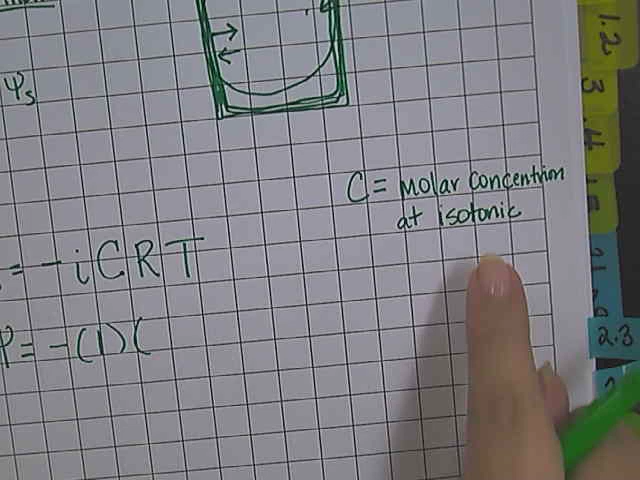 Ψs
C = Molar Concentration
at isotonic
= -iCRT
Ψ = -(1)(
1.2
3
2.3